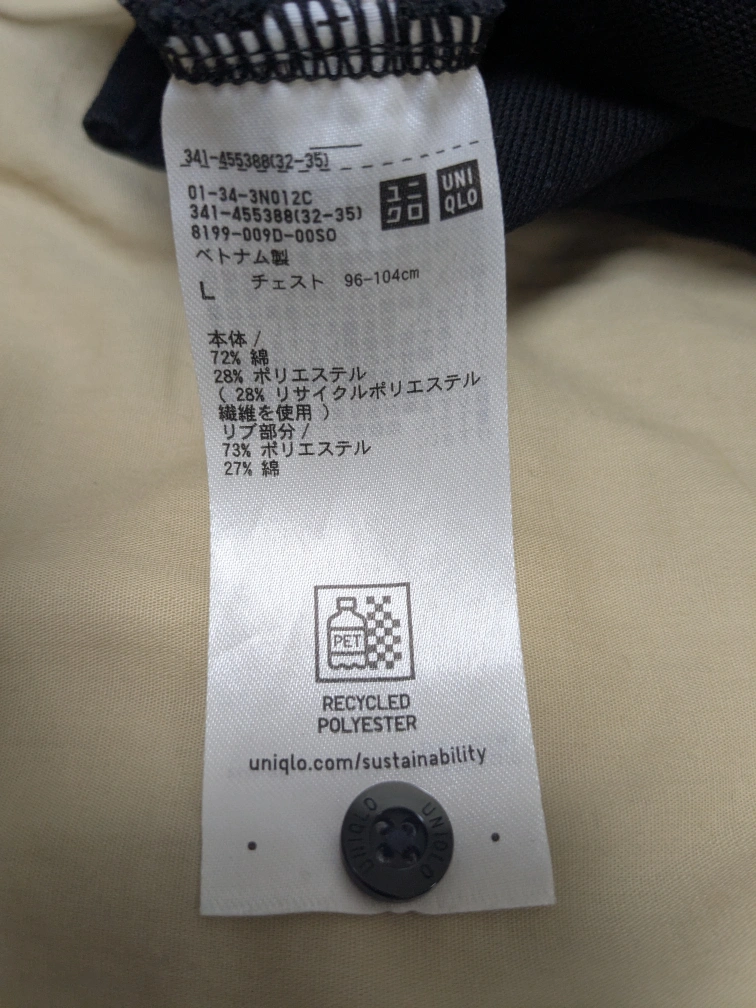 341-455388(32-35)
01-34-3N012C
341-455388(32-35)
8199-009D-00SO
ユニクロ
UNIQLO
ベトナム製
L チェスト 96-104cm
本体 /
72% 綿
28% ポリエステル
( 28% リサイクルポリエステル
繊維を使用 )
リブ部分 /
73% ポリエステル
27% 綿
PET
RECYCLED
POLYESTER
uniqlo.com/sustainability
UNIQLO UNIQLO